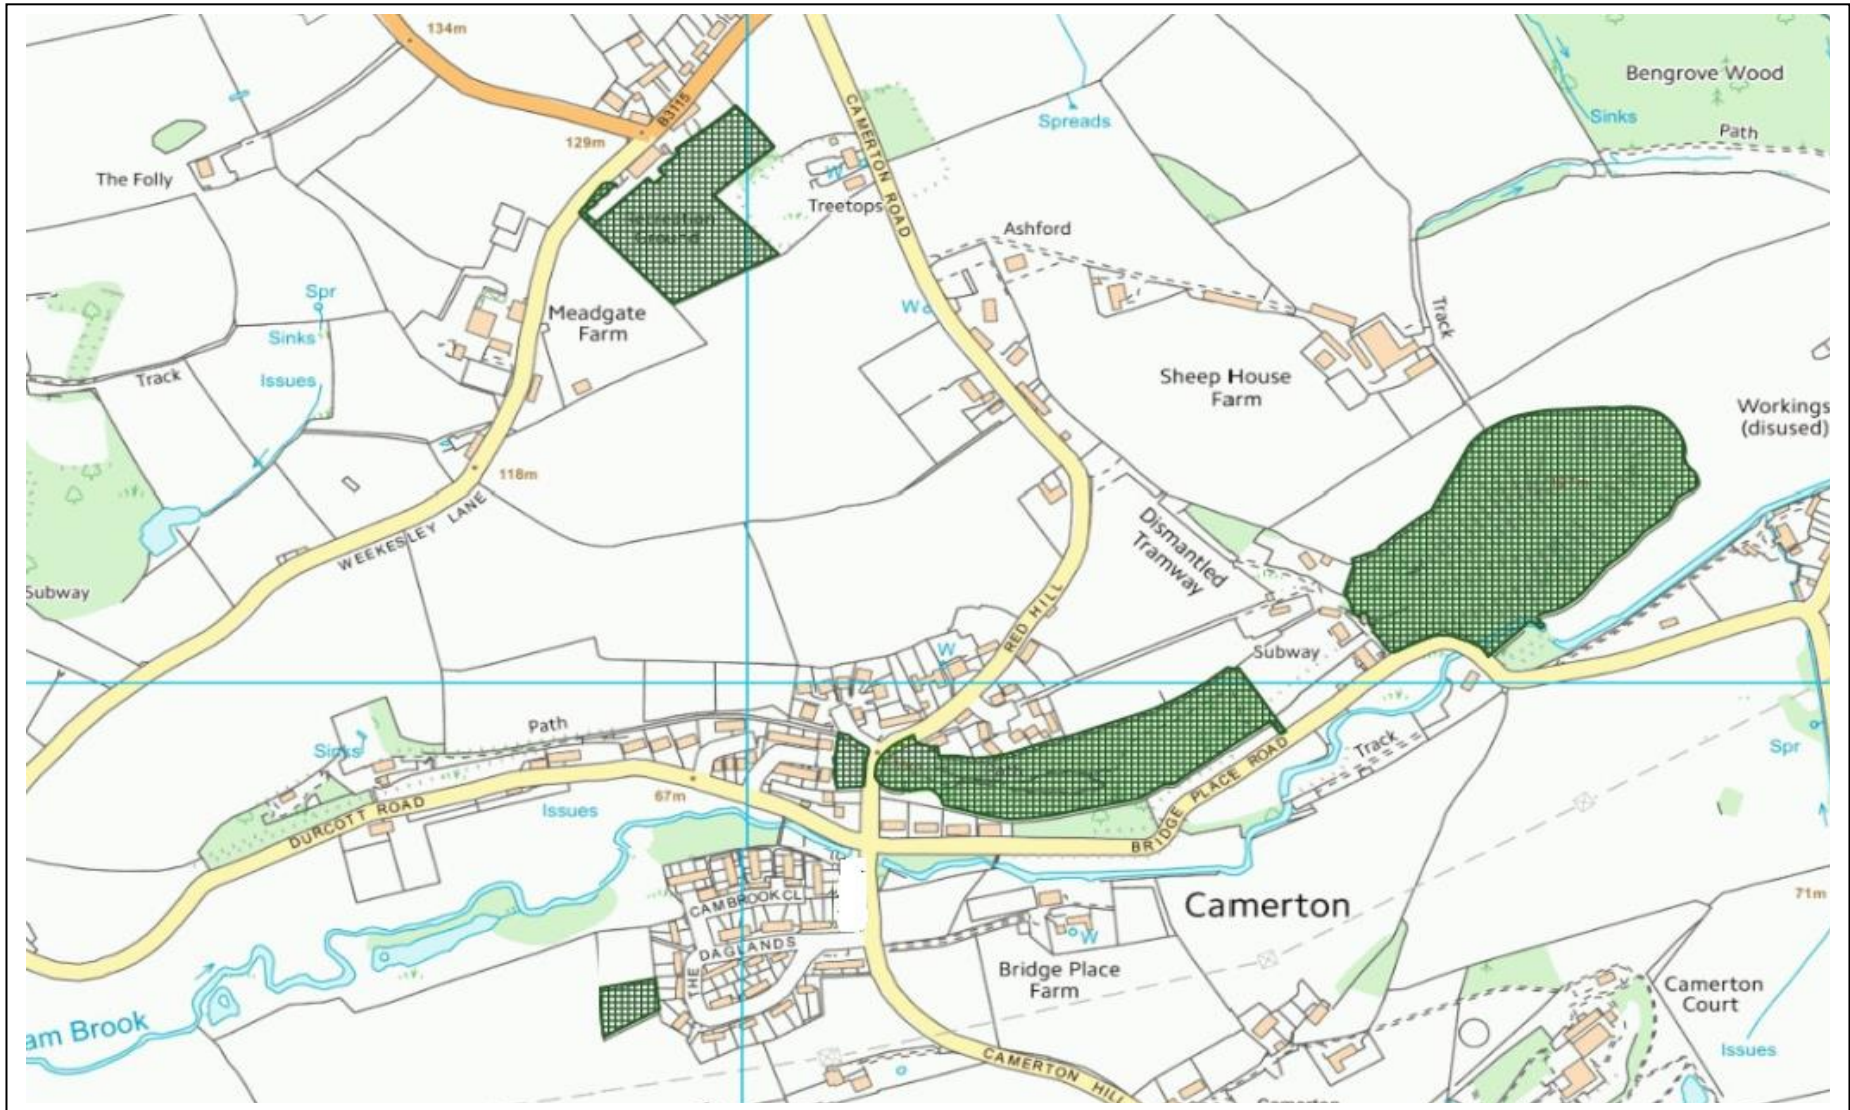 134m
Bengrove Wood
B3115
CAMERTON ROAD
Spreads
Sinks
Path
129m
The Folly
W
Treetops
Recreation
Ground
Ashford
Spr
W
Meadgate
Farm
Track
Sinks
Track
Issues
Sheep House
Farm
Workings
(disused)
118m
WEEKESLEY LANE
Dismantled
Tramway
Subway
RED HILL
W
Subway
Path
Sinks
Track
Spr
67m
Issues
DURCOTT ROAD
BRIDGE PLACE ROAD
CAMBROOK CL
Camerton
71m
THE DAGLANDS
W
Bridge Place
Farm
Camerton
Court
am Brook
Issues
CAMERTON HILL